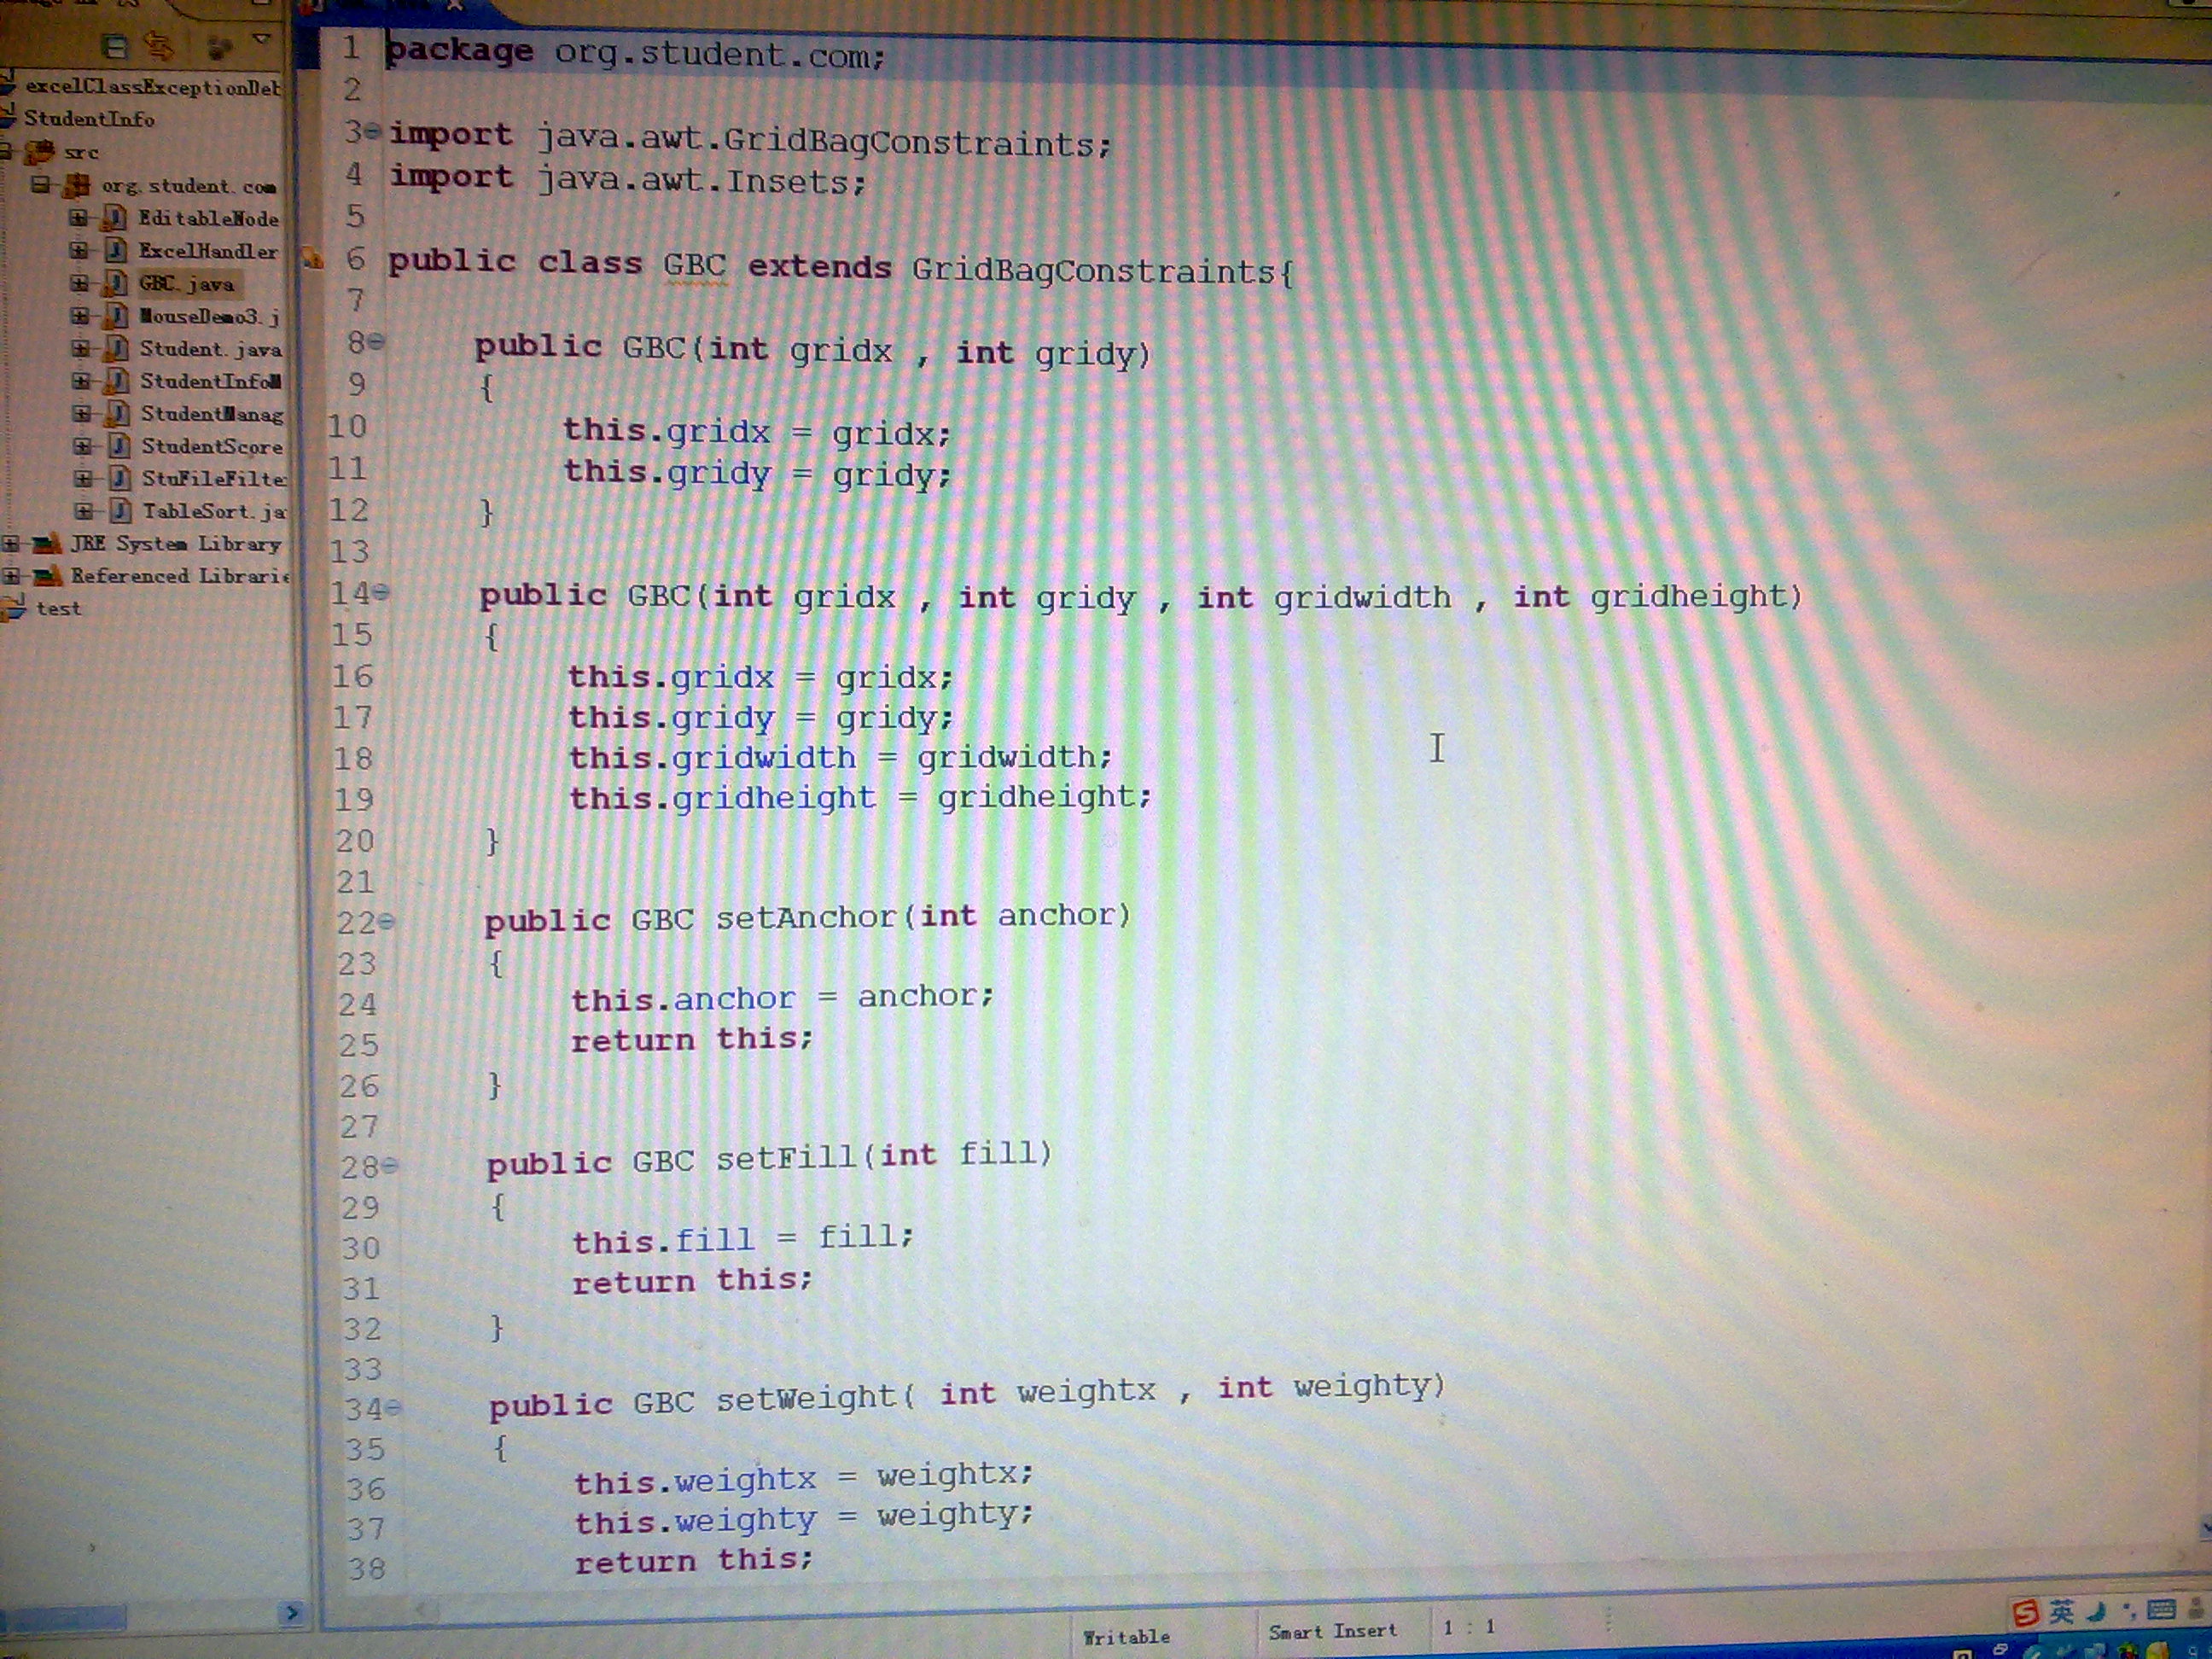 excelClassExceptionDeb
StudentInfo
src
org.student.com
EditableNode
ExcelHandler
GBC.java
MouseDemo3.j
Student.java
StudentInfoM
StudentManag
StudentScore
StuFileFilte
TableSort.ja
JRE System Library
Referenced Librarie
test
1 package org.student.com;
2
3 import java.awt.GridBagConstraints;
4 import java.awt.Insets;
5
6 public class GBC extends GridBagConstraints{
7
8 public GBC(int gridx , int gridy)
9 {
10 this.gridx = gridx;
11 this.gridy = gridy;
12 }
13
14 public GBC(int gridx , int gridy , int gridwidth , int gridheight)
15 {
16 this.gridx = gridx;
17 this.gridy = gridy;
18 this.gridwidth = gridwidth;
19 this.gridheight = gridheight;
20 }
21
22 public GBC setAnchor(int anchor)
23 {
24 this.anchor = anchor;
25 return this;
26 }
27
28 public GBC setFill(int fill)
29 {
30 this.fill = fill;
31 return this;
32 }
33
34 public GBC setWeight( int weightx , int weighty)
35 {
36 this.weightx = weightx;
37 this.weighty = weighty;
38 return this;
Writable
Smart Insert
1 : 1
S 英